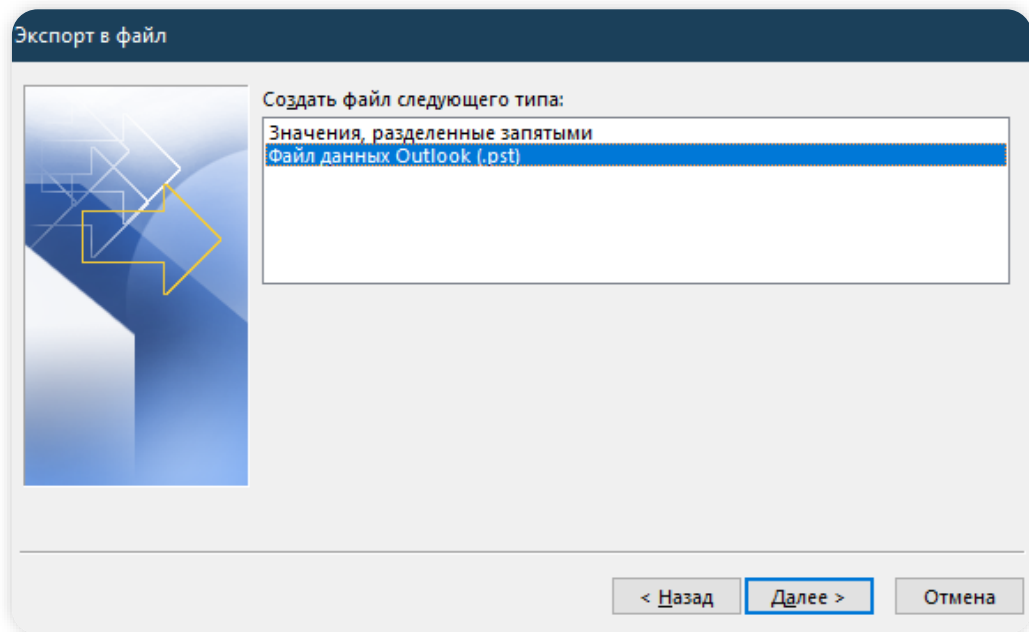 Экспорт в файл
Создать файл следующего типа:
Значения, разделенные запятыми
Файл данных Outlook (.pst)
< Назад
Далее >
Отмена